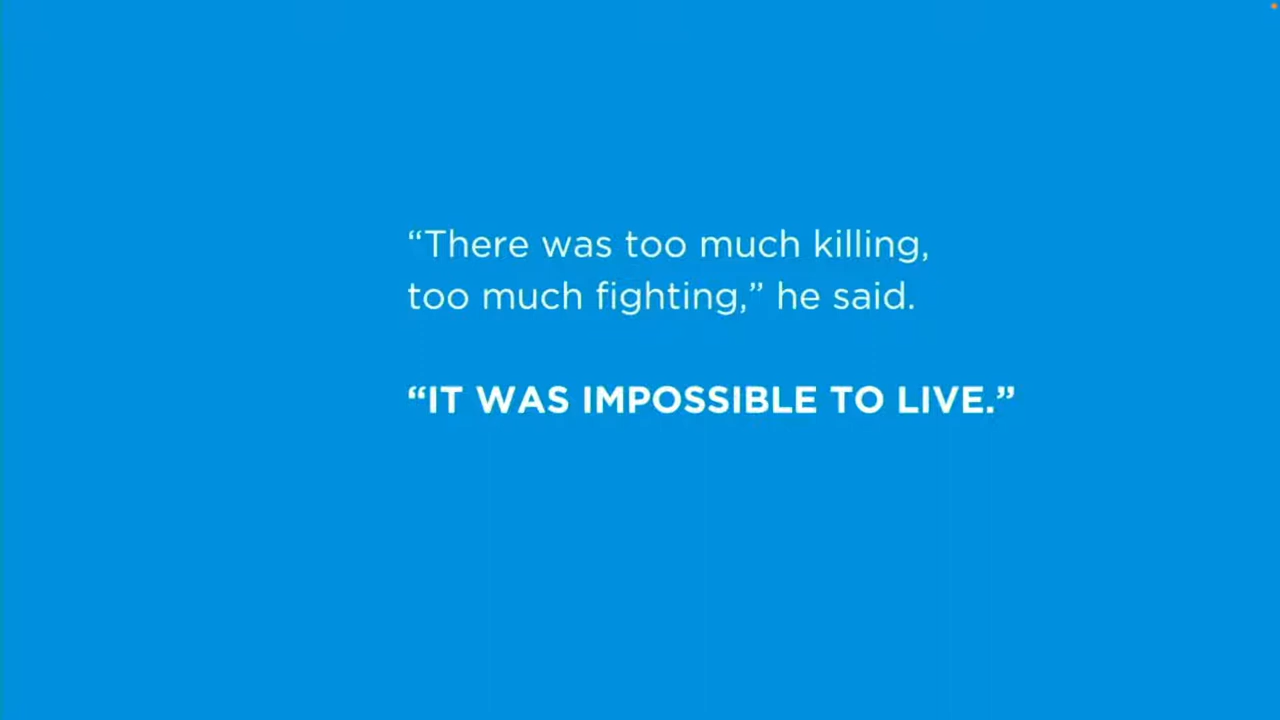 “There was too much killing,
too much fighting,” he said.
“IT WAS IMPOSSIBLE TO LIVE.”